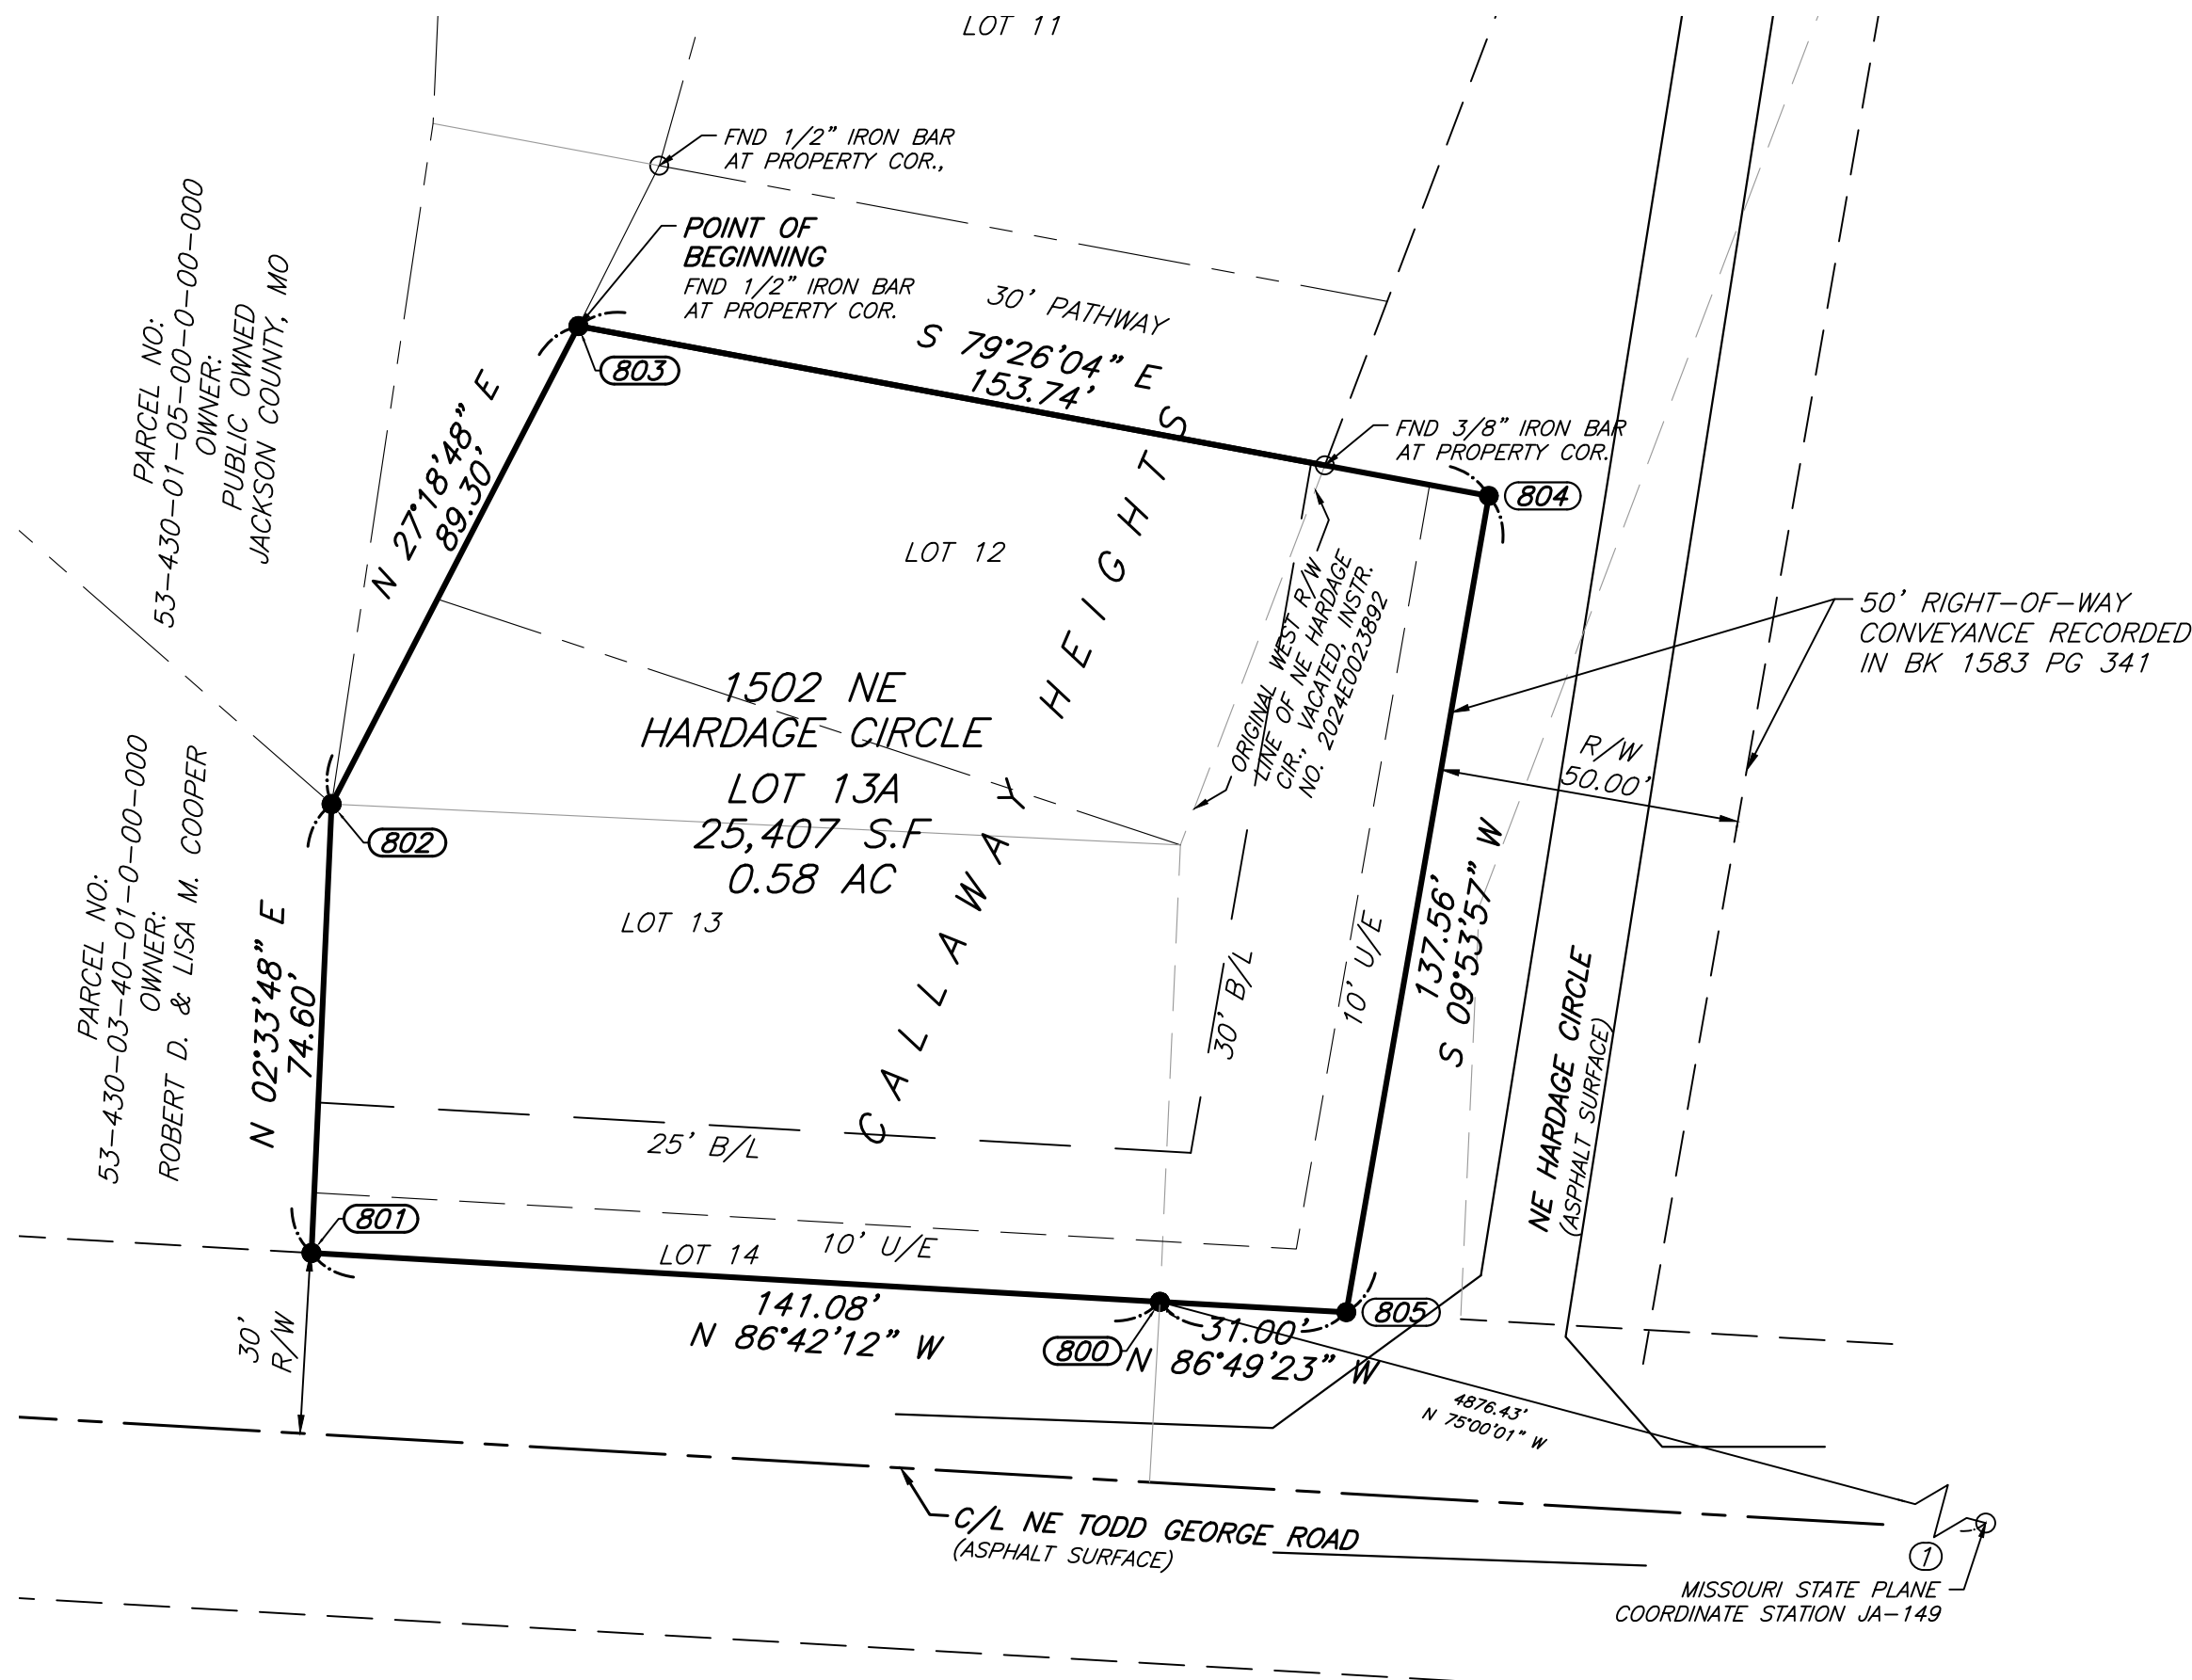 LOT 11
FND 1/2" IRON BAR
AT PROPERTY COR.,
POINT OF
BEGINNING
FND 1/2" IRON BAR
AT PROPERTY COR.
30' PATHWAY
S 79°26'04" E
153.74'
803
FND 3/8" IRON BAR
AT PROPERTY COR.
804
PARCEL NO:
53-430-01-05-00-0-00-000
OWNER:
PUBLIC OWNED
JACKSON COUNTY, MO
N 27°18'48" E
89.30'
LOT 12
ORIGINAL WEST R/W
LINE OF NE HARDAGE
CIR., VACATED, INSTR.
NO. 2024E0023892
50' RIGHT-OF-WAY
CONVEYANCE RECORDED
IN BK 1583 PG 341
R/W
50.00'
1502 NE
HARDAGE CIRCLE
LOT 13A
25,407 S.F
0.58 AC
CALLAWAY HEIGHTS
802
PARCEL NO:
53-430-03-40-01-0-00-000
OWNER:
ROBERT D. & LISA M. COOPER
N 02°33'48" E
74.60'
LOT 13
30' B/L
10' U/E
137.56'
S 09°53'57" W
NE HARDAGE CIRCLE
(ASPHALT SURFACE)
25' B/L
801
LOT 14
10' U/E
141.08'
N 86°42'12" W
800
31.00'
N 86°49'23" W
805
30'
R/W
4876.43'
N 75°00'01" W
C/L NE TODD GEORGE ROAD
(ASPHALT SURFACE)
1
MISSOURI STATE PLANE
COORDINATE STATION JA-149